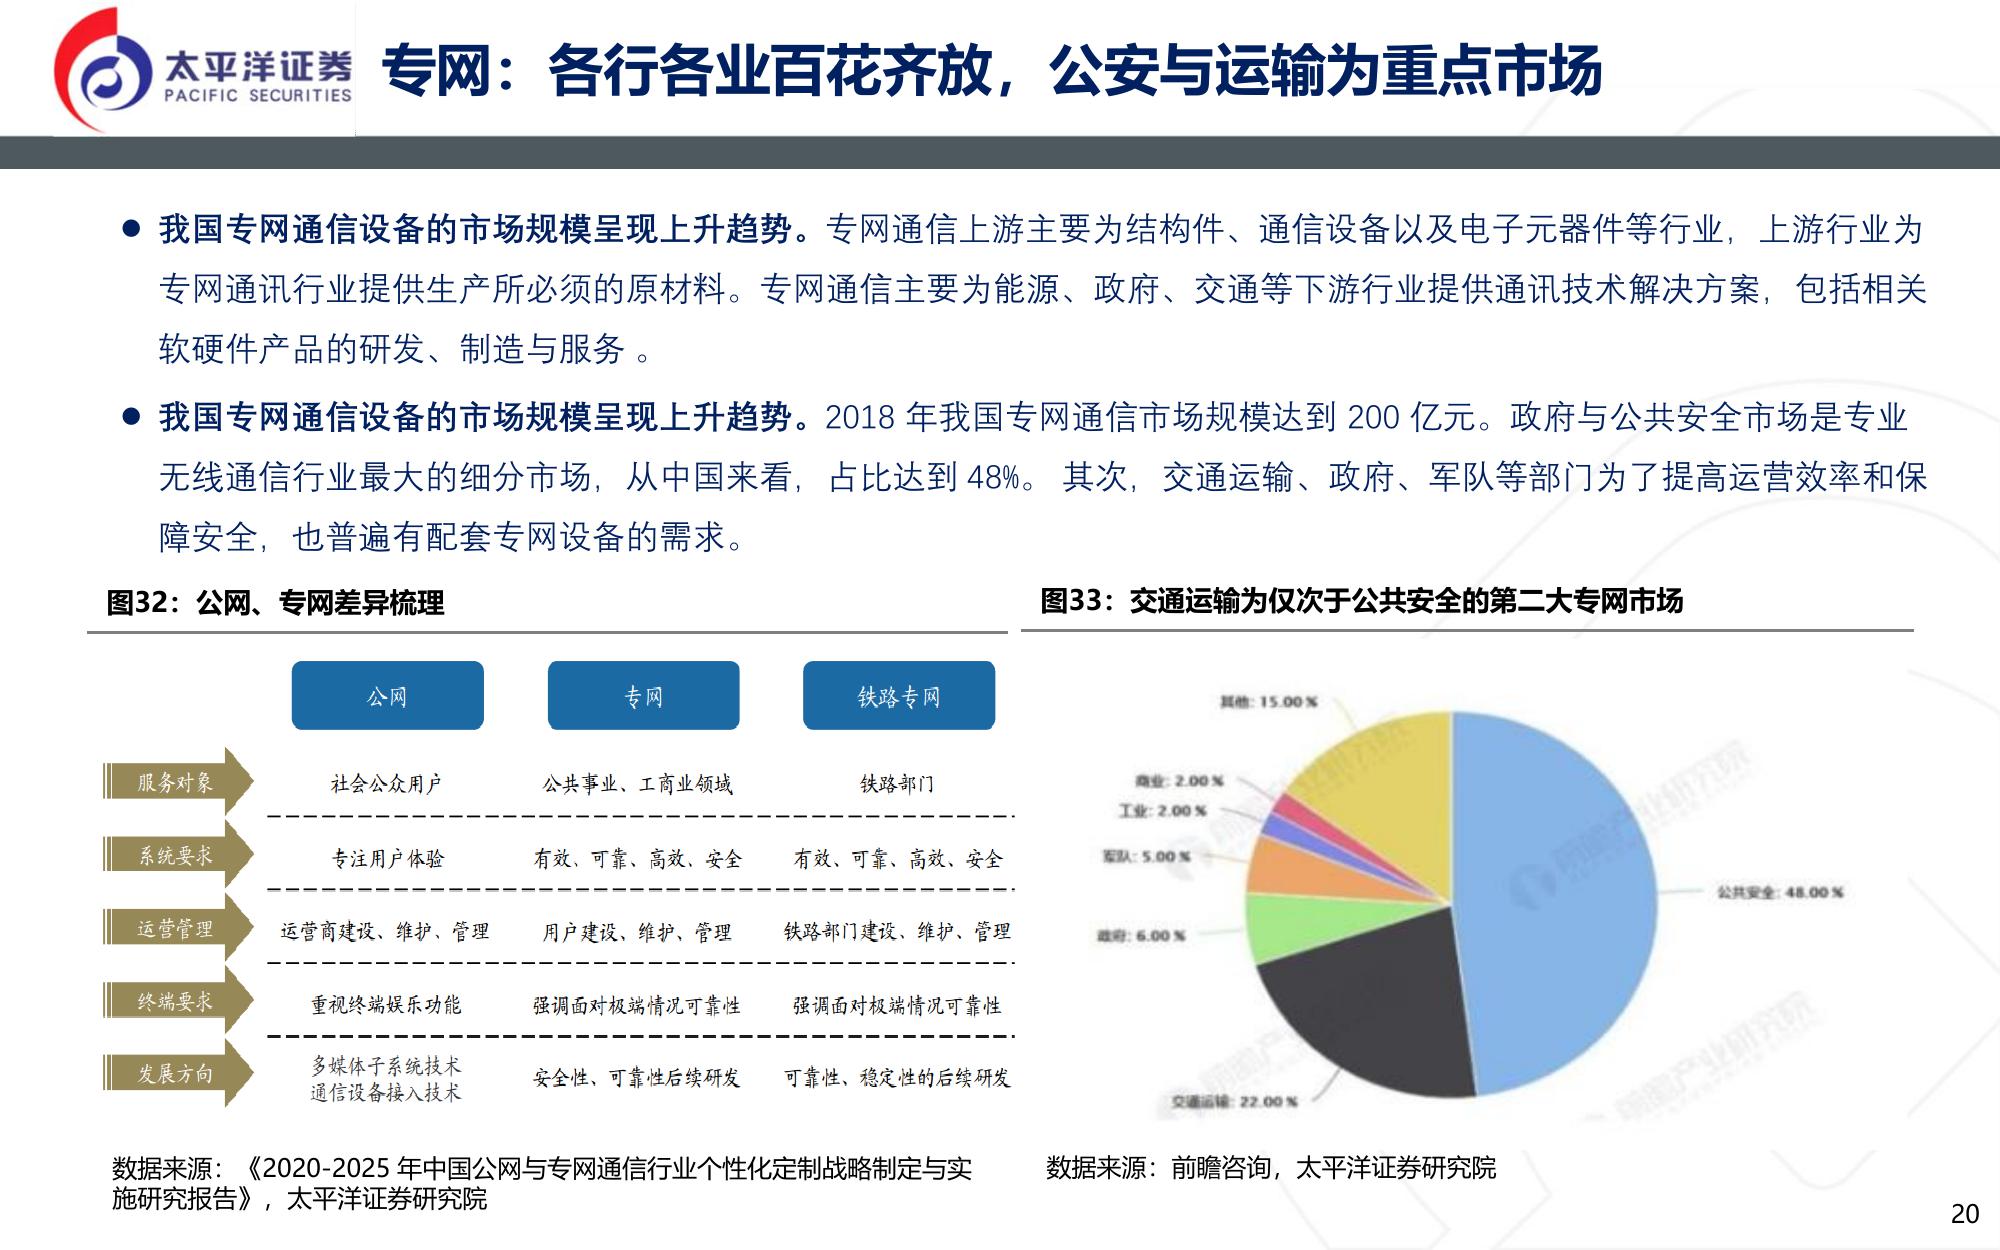 太平洋证券
PACIFIC SECURITIES
专网：各行各业百花齐放，公安与运输为重点市场
● 我国专网通信设备的市场规模呈现上升趋势。专网通信上游主要为结构件、通信设备以及电子元器件等行业，上游行业为
专网通讯行业提供生产所必须的原材料。专网通信主要为能源、政府、交通等下游行业提供通讯技术解决方案，包括相关
软硬件产品的研发、制造与服务 。
● 我国专网通信设备的市场规模呈现上升趋势。2018 年我国专网通信市场规模达到 200 亿元。政府与公共安全市场是专业
无线通信行业最大的细分市场，从中国来看，占比达到 48%。 其次，交通运输、政府、军队等部门为了提高运营效率和保
障安全，也普遍有配套专网设备的需求。
图32：公网、专网差异梳理
公网 专网 铁路专网
服务对象 社会公众用户 公共事业、工商业领域 铁路部门
系统要求 专注用户体验 有效、可靠、高效、安全 有效、可靠、高效、安全
运营管理 运营商建设、维护、管理 用户建设、维护、管理 铁路部门建设、维护、管理
终端要求 重视终端娱乐功能 强调面对极端情况可靠性 强调面对极端情况可靠性
发展方向 多媒体子系统技术 安全性、可靠性后续研发 可靠性、稳定性的后续研发
通信设备接入技术
数据来源：《2020-2025 年中国公网与专网通信行业个性化定制战略制定与实
施研究报告》，太平洋证券研究院
图33：交通运输为仅次于公共安全的第二大专网市场
其他: 15.00 %
商业: 2.00 %
工业: 2.00 %
军队: 5.00 %
公共安全: 48.00 %
政府: 6.00 %
交通运输: 22.00 %
前瞻产业研究院
前瞻产业研究院
前瞻产业研究院
前瞻产业研究院
数据来源：前瞻咨询，太平洋证券研究院
20